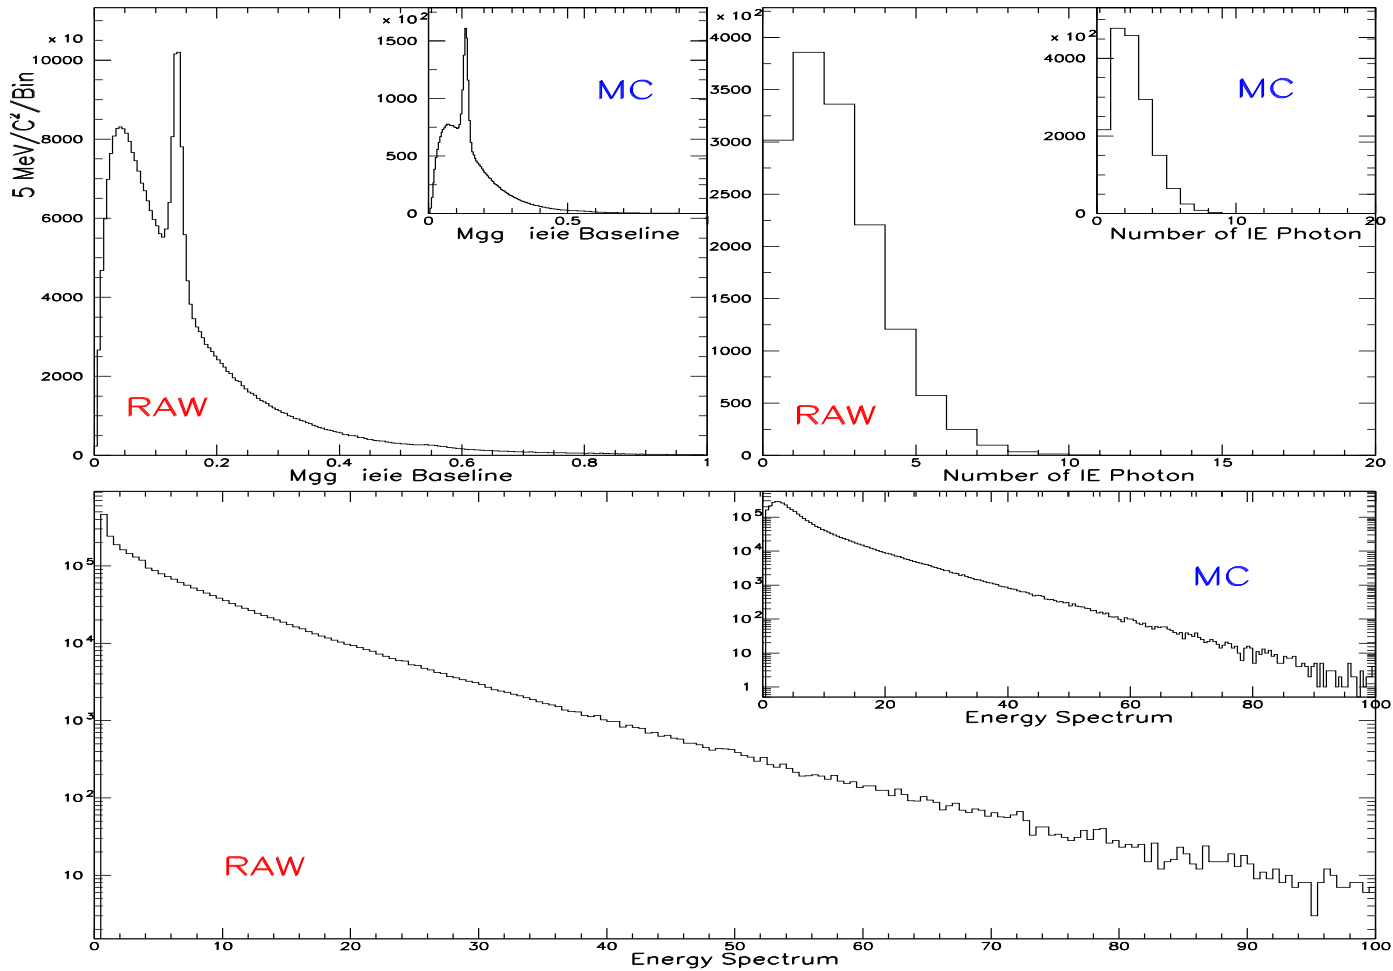 5 MeV/C²/Bin
× 10
10000
8000
6000
4000
2000
0
0 0.2 0.4 0.6 0.8 1
Mgg ieie Baseline
RAW
× 10²
1500
1000
500
0
0 0.5 1
Mgg ieie Baseline
MC
× 10²
4000
3500
3000
2500
2000
1500
1000
500
0
0 5 10 15 20
Number of IE Photon
RAW
× 10²
4000
2000
0
0 10 20
Number of IE Photon
MC
10⁵
10⁴
10³
10²
10
0 10 20 30 40 50 60 70 80 90 100
Energy Spectrum
RAW
10⁵
10⁴
10³
10²
10
1
0 20 40 60 80 100
Energy Spectrum
MC